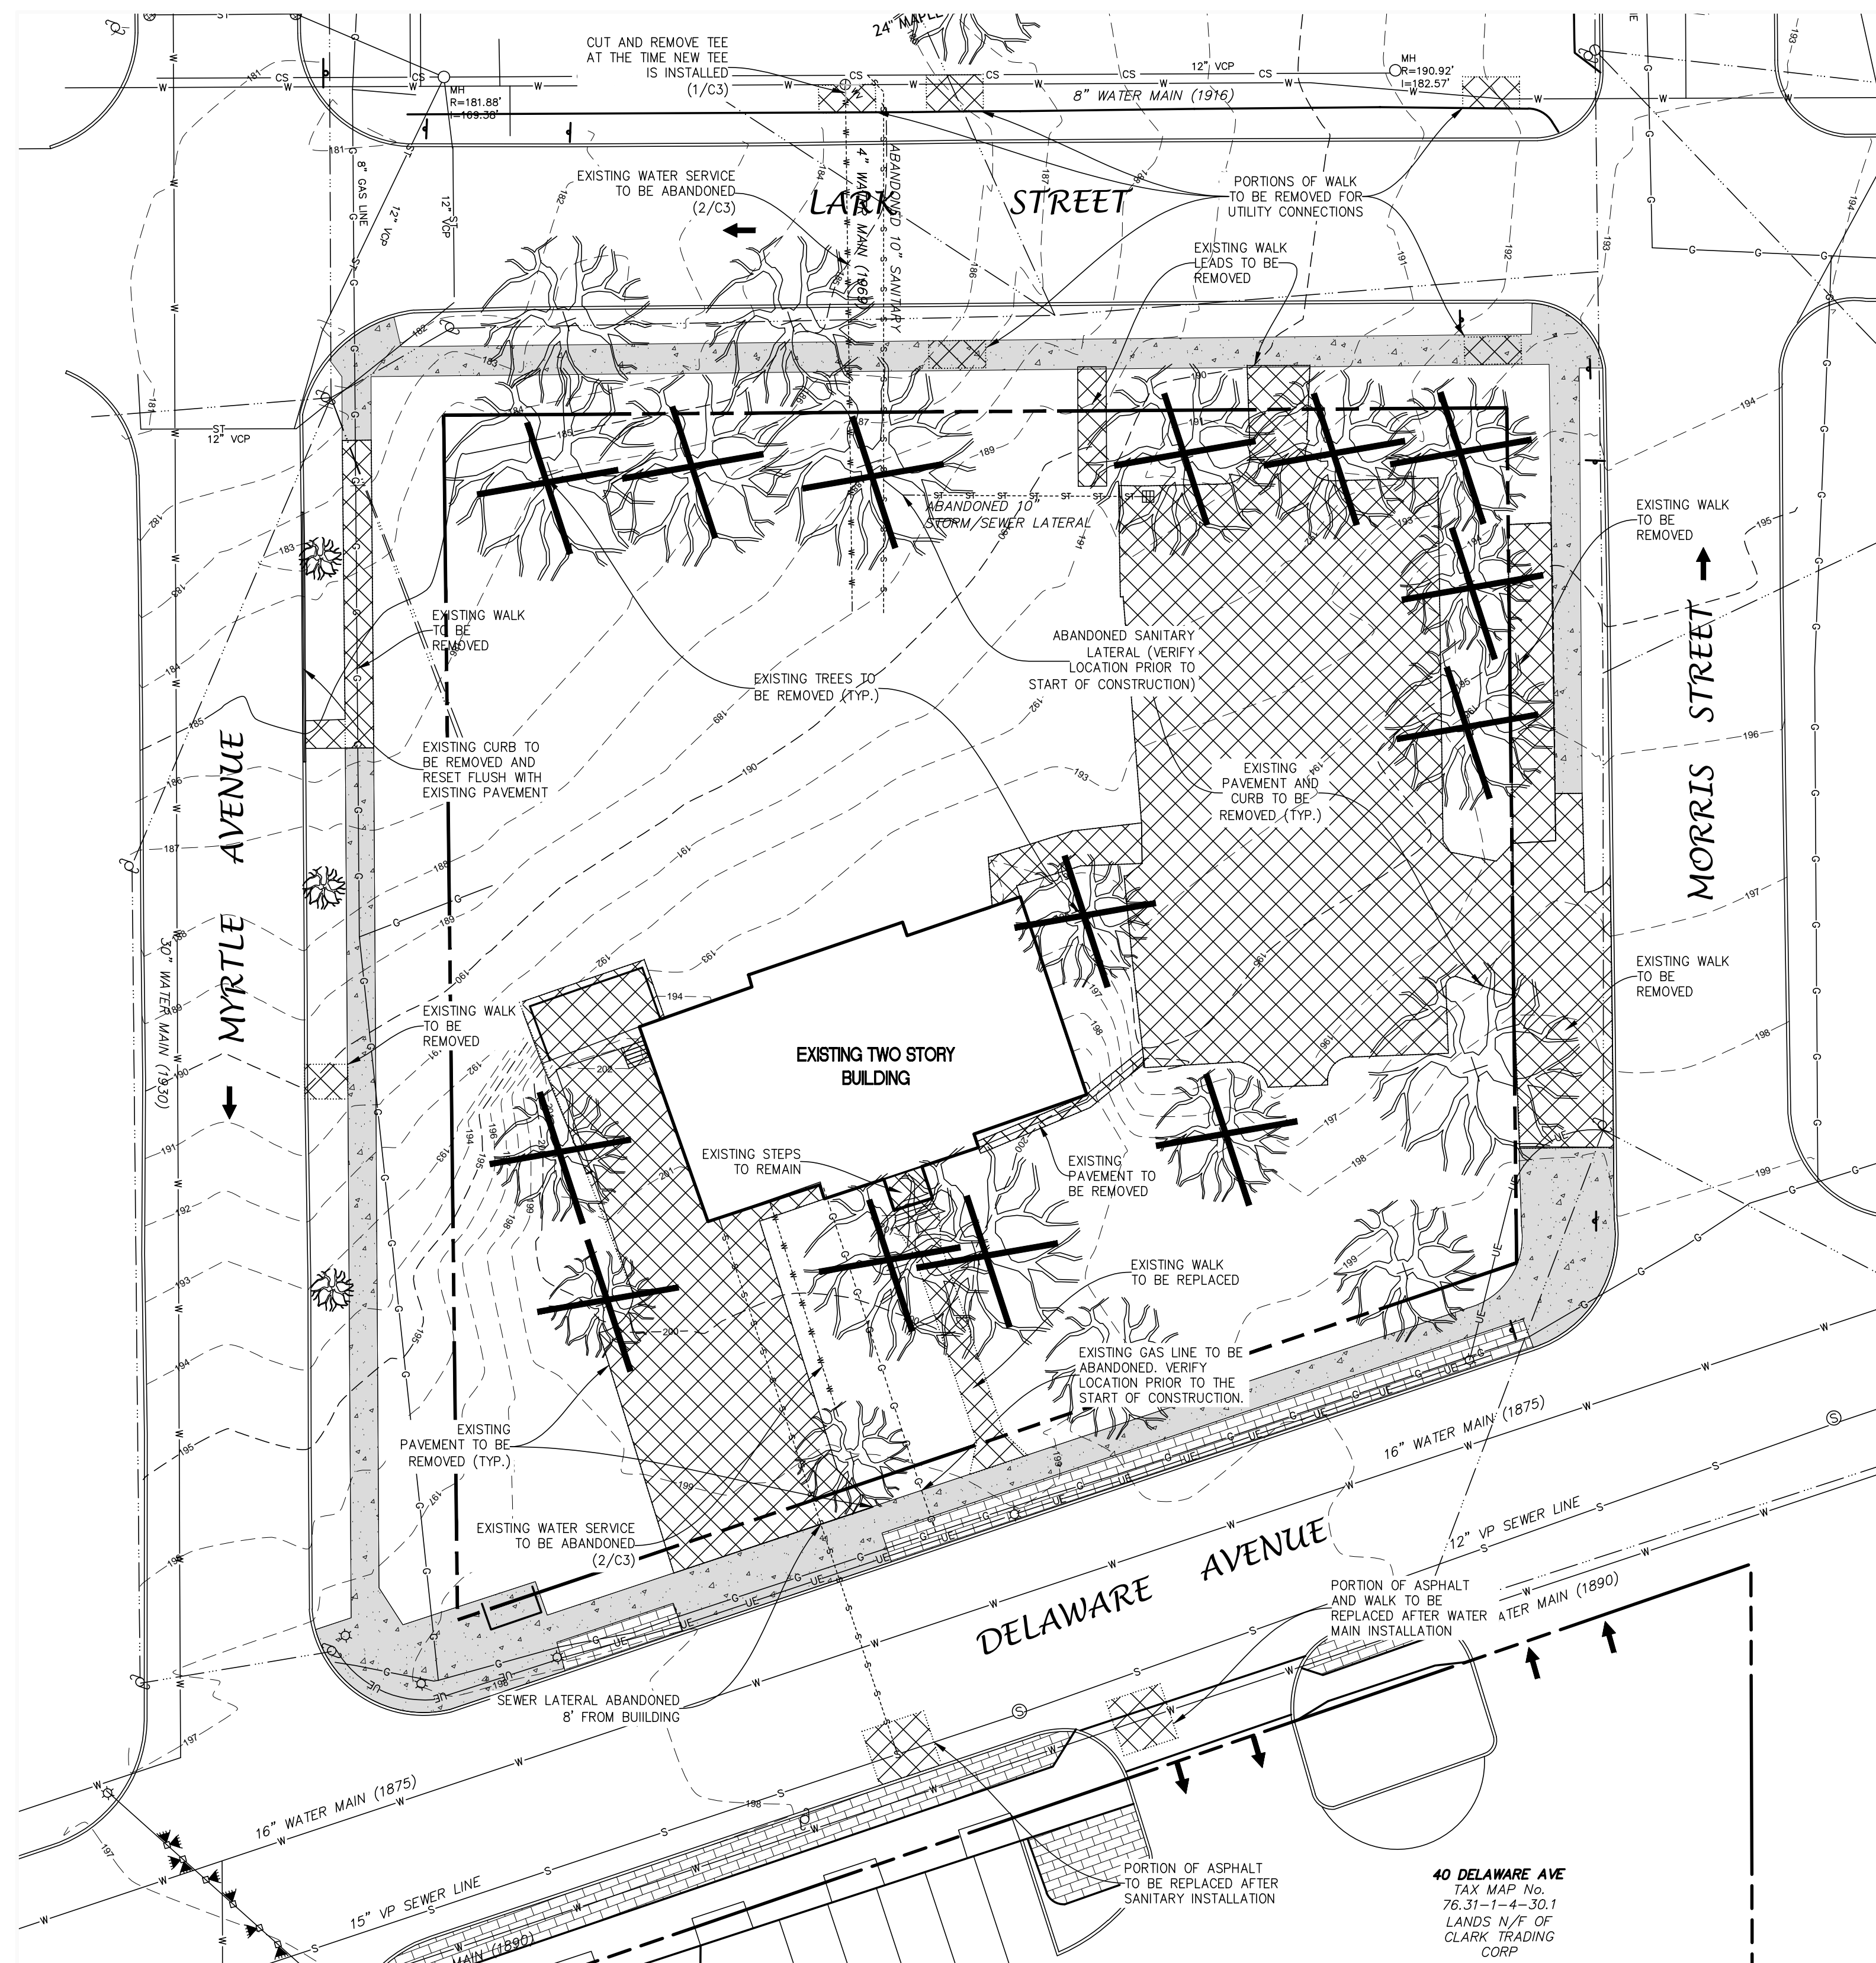 24" MAPLE
CUT AND REMOVE TEE
AT THE TIME NEW TEE
IS INSTALLED
(1/C3)
12" VCP
MH
R=190.92'
I=182.57'
MH
R=181.88'
I=169.38'
8" WATER MAIN (1916)
8" GAS LINE
12" VCP
12" VCP
EXISTING WATER SERVICE
TO BE ABANDONED
(2/C3)
4" WATER MAIN (1969)
ABANDONED 10" SANITARY
LARK STREET
PORTIONS OF WALK
TO BE REMOVED FOR
UTILITY CONNECTIONS
EXISTING WALK
LEADS TO BE
REMOVED
ST
12" VCP
ABANDONED 10"
STORM/SEWER LATERAL
EXISTING WALK
TO BE
REMOVED
EXISTING WALK
TO BE
REMOVED
ABANDONED SANITARY
LATERAL (VERIFY
LOCATION PRIOR TO
START OF CONSTRUCTION)
EXISTING TREES TO
BE REMOVED (TYP.)
EXISTING CURB TO
BE REMOVED AND
RESET FLUSH WITH
EXISTING PAVEMENT
EXISTING
PAVEMENT AND
CURB TO BE
REMOVED (TYP.)
MYRTLE AVENUE
MORRIS STREET
30" WATER MAIN (1930)
EXISTING WALK
TO BE
REMOVED
EXISTING WALK
TO BE
REMOVED
EXISTING TWO STORY
BUILDING
EXISTING STEPS
TO REMAIN
EXISTING
PAVEMENT TO
BE REMOVED
EXISTING WALK
TO BE REPLACED
EXISTING GAS LINE TO BE
ABANDONED. VERIFY
LOCATION PRIOR TO THE
START OF CONSTRUCTION.
EXISTING
PAVEMENT TO BE
REMOVED (TYP.)
EXISTING WATER SERVICE
TO BE ABANDONED
(2/C3)
16" WATER MAIN (1875)
12" VP SEWER LINE
DELAWARE AVENUE
PORTION OF ASPHALT
AND WALK TO BE
REPLACED AFTER WATER
MAIN INSTALLATION
ATER MAIN (1890)
SEWER LATERAL ABANDONED
8' FROM BUIILDING
16" WATER MAIN (1875)
15" VP SEWER LINE
MAIN (1890)
PORTION OF ASPHALT
TO BE REPLACED AFTER
SANITARY INSTALLATION
40 DELAWARE AVE
TAX MAP No.
76.31-1-4-30.1
LANDS N/F OF
CLARK TRADING
CORP